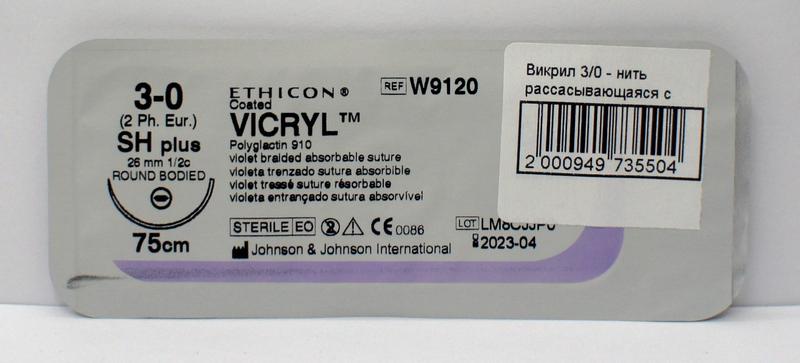 3-0
(2 Ph. Eur.)
SH plus
26 mm 1/2c
ROUND BODIED
75cm
ETHICON®
Coated
VICRYL™
Polyglactin 910
violet braided absorbable suture
violeta trenzado sutura absorbible
violet tressé suture résorbable
violeta entrançado sutura absorvível
STERILE EO 2 CE 0086
Johnson & Johnson International
REF W9120
LOT
2023-04
Викрил 3/0 - нить
рассасывающаяся с
2 000949 735504